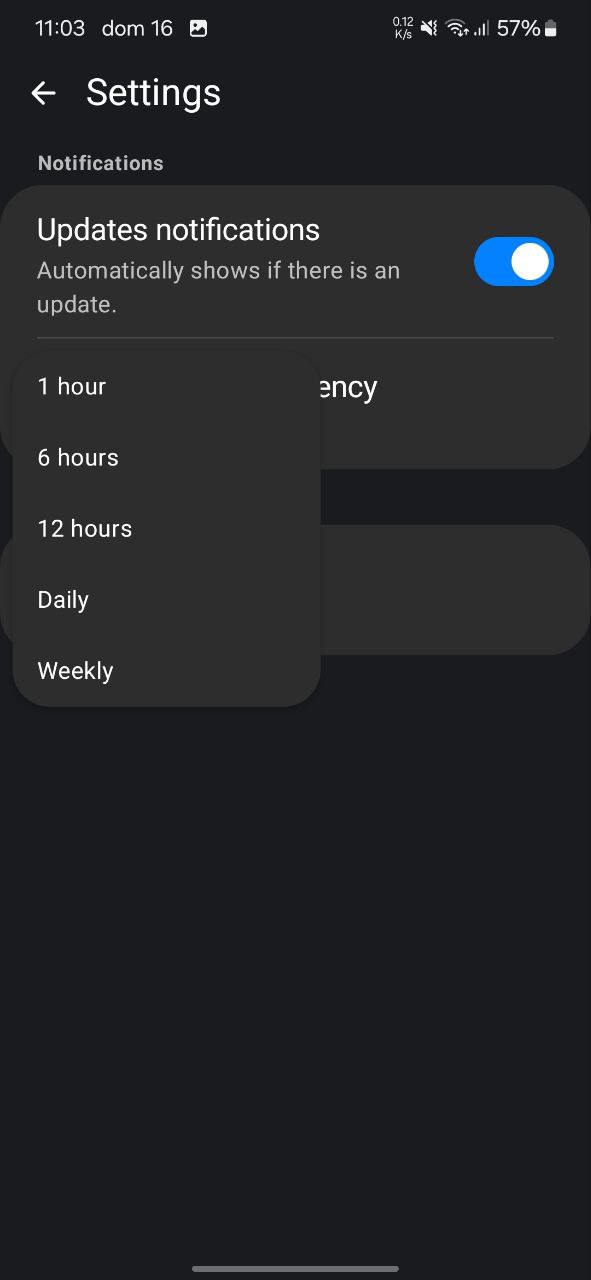 11:03 dom 16 0.12 K/s 57%
Settings
Notifications
Updates notifications
Automatically shows if there is an
update.
1 hour
ency
6 hours
12 hours
Daily
Weekly